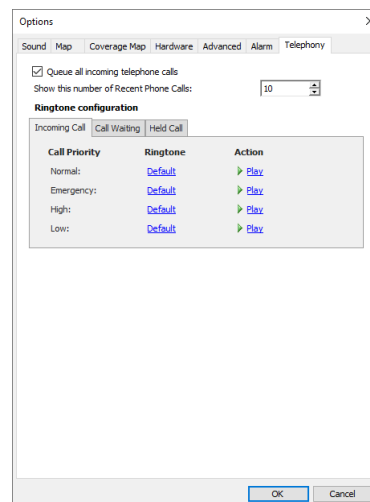 Options
Sound Map Coverage Map Hardware Advanced Alarm Telephony
Queue all incoming telephone calls
Show this number of Recent Phone Calls: 10
Ringtone configuration
Incoming Call Call Waiting Held Call
Call Priority Ringtone Action
Normal: Default Play
Emergency: Default Play
High: Default Play
Low: Default Play
OK Cancel